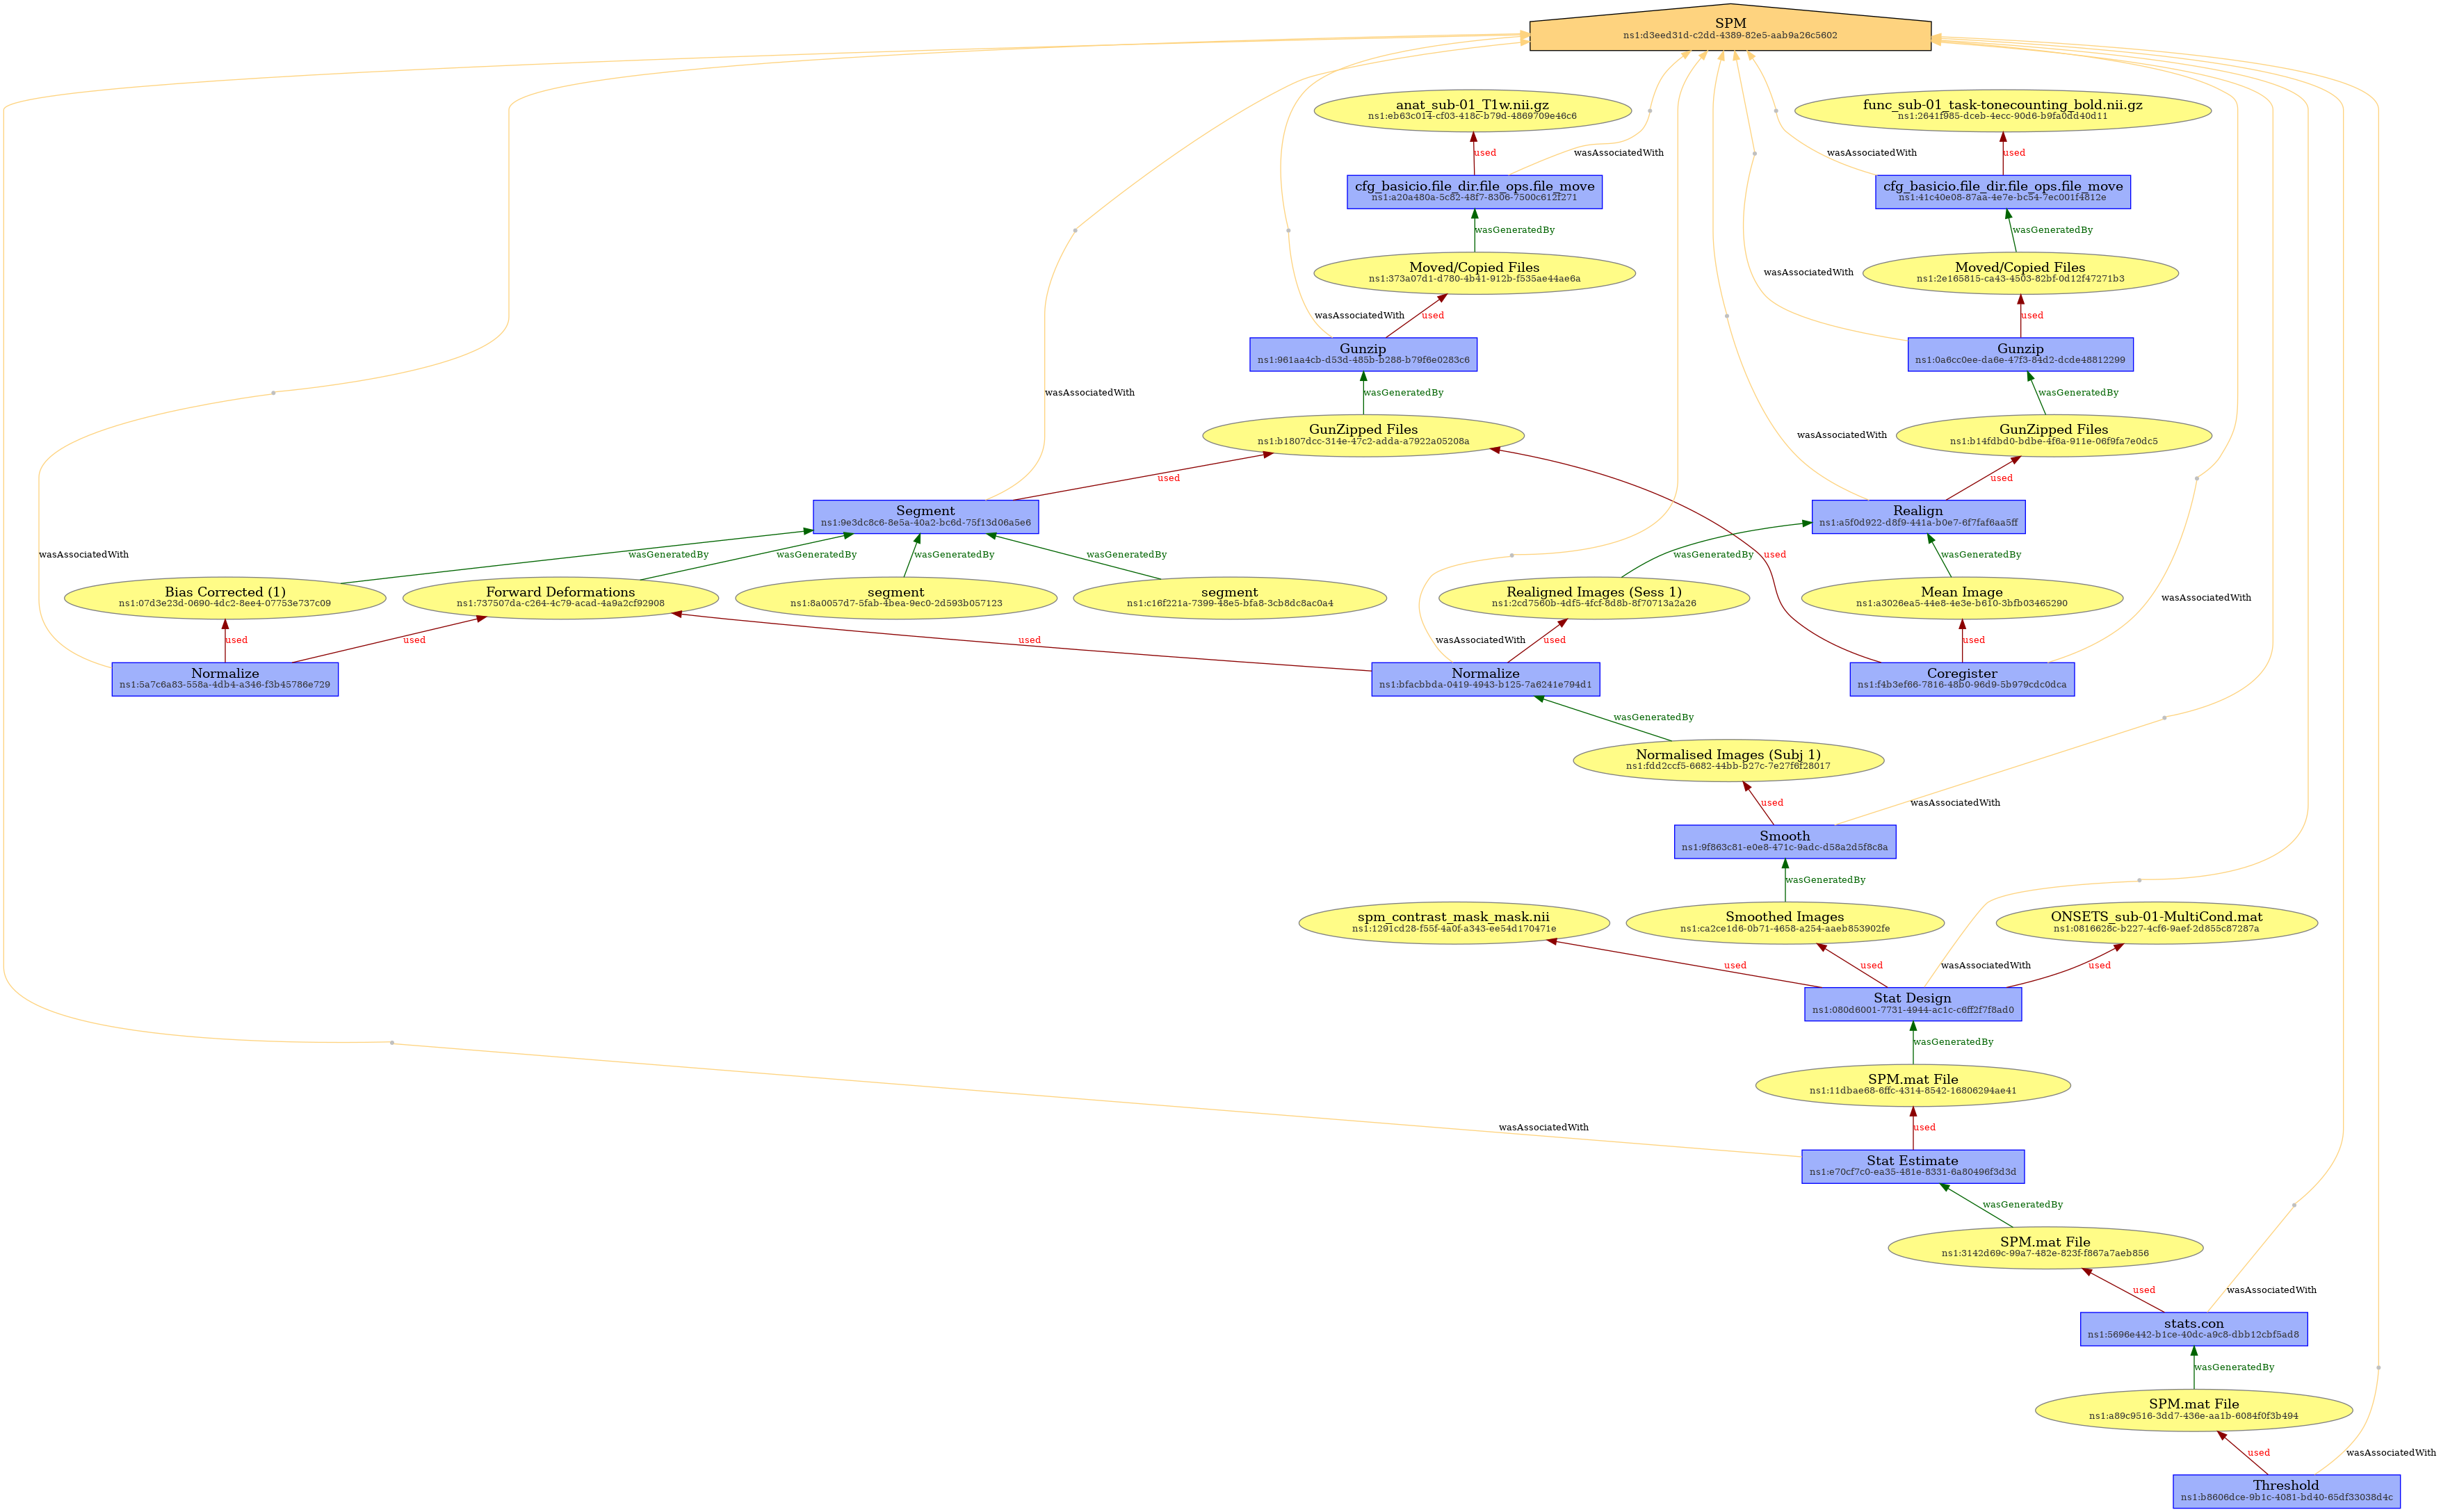 SPM
ns1:d3eed31d-c2dd-4389-82e5-aab9a26c5602
anat_sub-01_T1w.nii.gz
ns1:eb63c014-cf03-418c-b79d-4869709e46c6
func_sub-01_task-tonecounting_bold.nii.gz
ns1:2641f985-dceb-4ecc-90d6-b9fa0dd40d11
used
wasAssociatedWith
wasAssociatedWith
used
cfg_basicio.file_dir.file_ops.file_move
ns1:a20a480a-5c82-48f7-8306-7500c612f271
cfg_basicio.file_dir.file_ops.file_move
ns1:41c40e08-87aa-4e7e-bc54-7ec001f4812e
wasGeneratedBy
wasGeneratedBy
Moved/Copied Files
ns1:373a07d1-d780-4b41-912b-f535ae44ae6a
Moved/Copied Files
ns1:2e165815-ca43-4503-82bf-0d12f47271b3
wasAssociatedWith
used
wasAssociatedWith
used
Gunzip
ns1:961aa4cb-d53d-485b-b288-b79f6e0283c6
Gunzip
ns1:0a6cc0ee-da6e-47f3-84d2-dcde48812299
wasAssociatedWith
wasGeneratedBy
wasGeneratedBy
GunZipped Files
ns1:b1807dcc-314e-47c2-adda-a7922a05208a
wasAssociatedWith
GunZipped Files
ns1:b14fdbd0-bdbe-4f6a-911e-06f9fa7e0dc5
used
used
Segment
ns1:9e3dc8c6-8e5a-40a2-bc6d-75f13d06a5e6
Realign
ns1:a5f0d922-d8f9-441a-b0e7-6f7faf6aa5ff
wasAssociatedWith
wasGeneratedBy
wasGeneratedBy
wasGeneratedBy
wasGeneratedBy
wasGeneratedBy
used
wasGeneratedBy
Bias Corrected (1)
ns1:07d3e23d-0690-4dc2-8ee4-07753e737c09
Forward Deformations
ns1:737507da-c264-4c79-acad-4a9a2cf92908
segment
ns1:8a0057d7-5fab-4bea-9ec0-2d593b057123
segment
ns1:c16f221a-7399-48e5-bfa8-3cb8dc8ac0a4
Realigned Images (Sess 1)
ns1:2cd7560b-4df5-4fcf-8d8b-8f70713a2a26
Mean Image
ns1:a3026ea5-44e8-4e3e-b610-3bfb03465290
wasAssociatedWith
used
used
used
wasAssociatedWith
used
used
Normalize
ns1:5a7c6a83-558a-4db4-a346-f3b45786e729
Normalize
ns1:bfacbbda-0419-4943-b125-7a6241e794d1
Coregister
ns1:f4b3ef66-7816-48b0-96d9-5b979cdc0dca
wasGeneratedBy
Normalised Images (Subj 1)
ns1:fdd2ccf5-6682-44bb-b27c-7e27f6f28017
used
wasAssociatedWith
Smooth
ns1:9f863c81-e0e8-471c-9adc-d58a2d5f8c8a
wasGeneratedBy
spm_contrast_mask_mask.nii
ns1:1291cd28-f55f-4a0f-a343-ee54d170471e
Smoothed Images
ns1:ca2ce1d6-0b71-4658-a254-aaeb853902fe
ONSETS_sub-01-MultiCond.mat
ns1:0816628c-b227-4cf6-9aef-2d855c87287a
used
used
wasAssociatedWith
used
Stat Design
ns1:080d6001-7731-4944-ac1c-c6ff2f7f8ad0
wasGeneratedBy
SPM.mat File
ns1:11dbae68-6ffc-4314-8542-16806294ae41
wasAssociatedWith
used
Stat Estimate
ns1:e70cf7c0-ea35-481e-8331-6a80496f3d3d
wasGeneratedBy
SPM.mat File
ns1:3142d69c-99a7-482e-823f-f867a7aeb856
used
wasAssociatedWith
stats.con
ns1:5696e442-b1ce-40dc-a9c8-dbb12cbf5ad8
wasGeneratedBy
SPM.mat File
ns1:a89c9516-3dd7-436e-aa1b-6084f0f3b494
used
wasAssociatedWith
Threshold
ns1:b8606dce-9b1c-4081-bd40-65df33038d4c